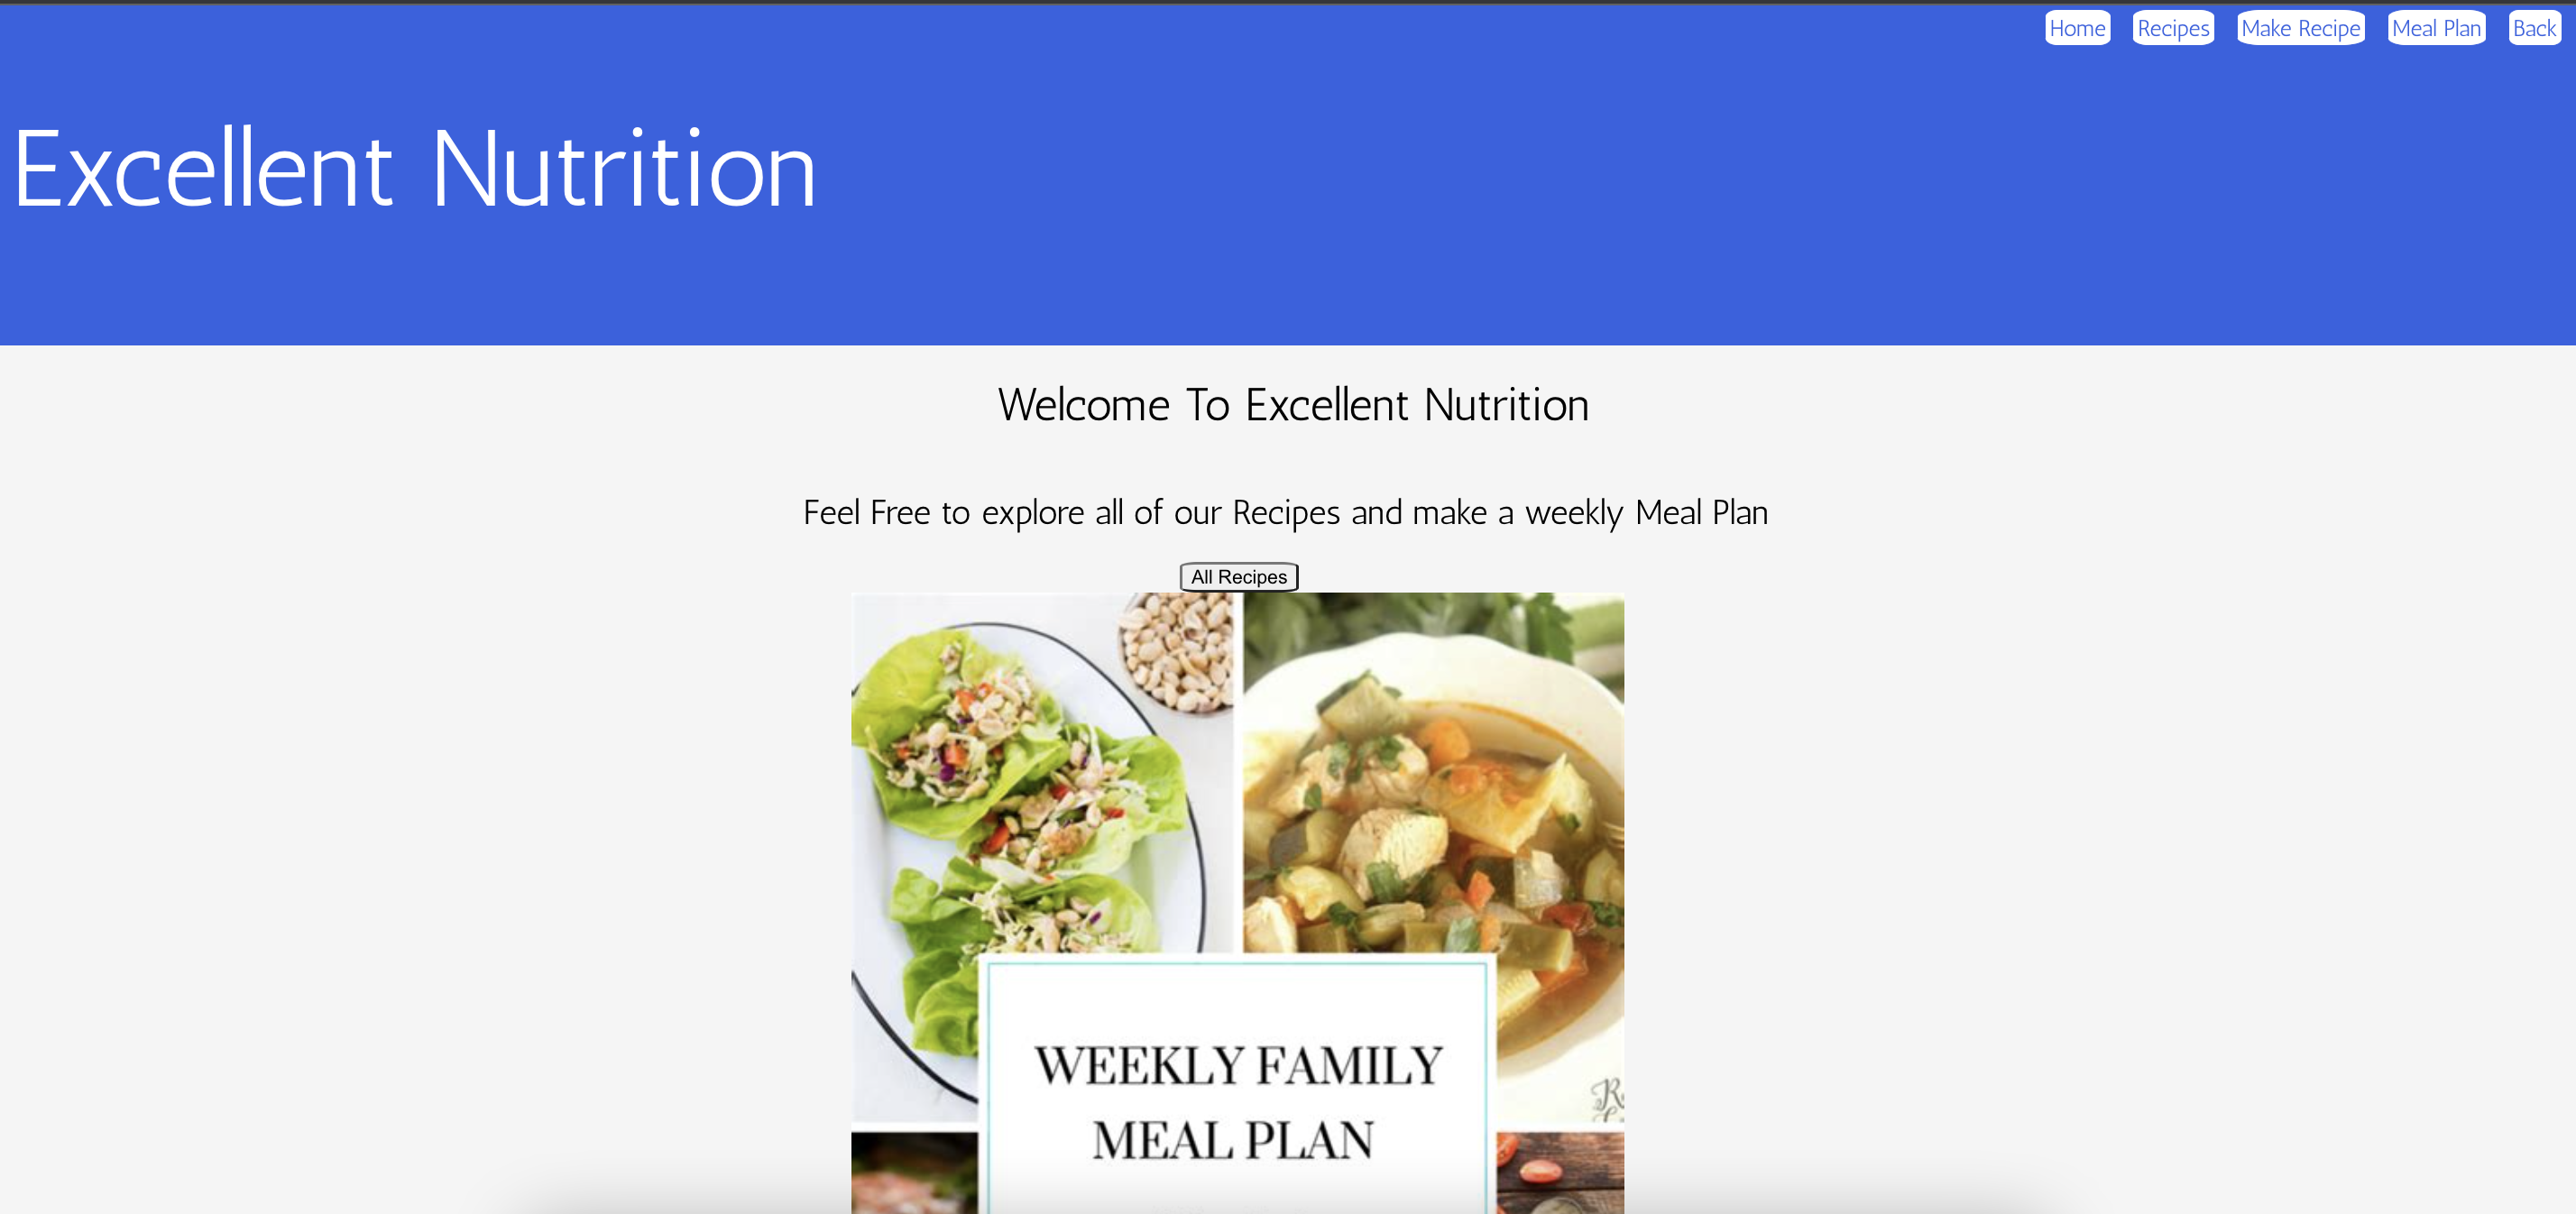 Home Recipes Make Recipe Meal Plan Back
Excellent Nutrition
Welcome To Excellent Nutrition
Feel Free to explore all of our Recipes and make a weekly Meal Plan
All Recipes
WEEKLY FAMILY
MEAL PLAN